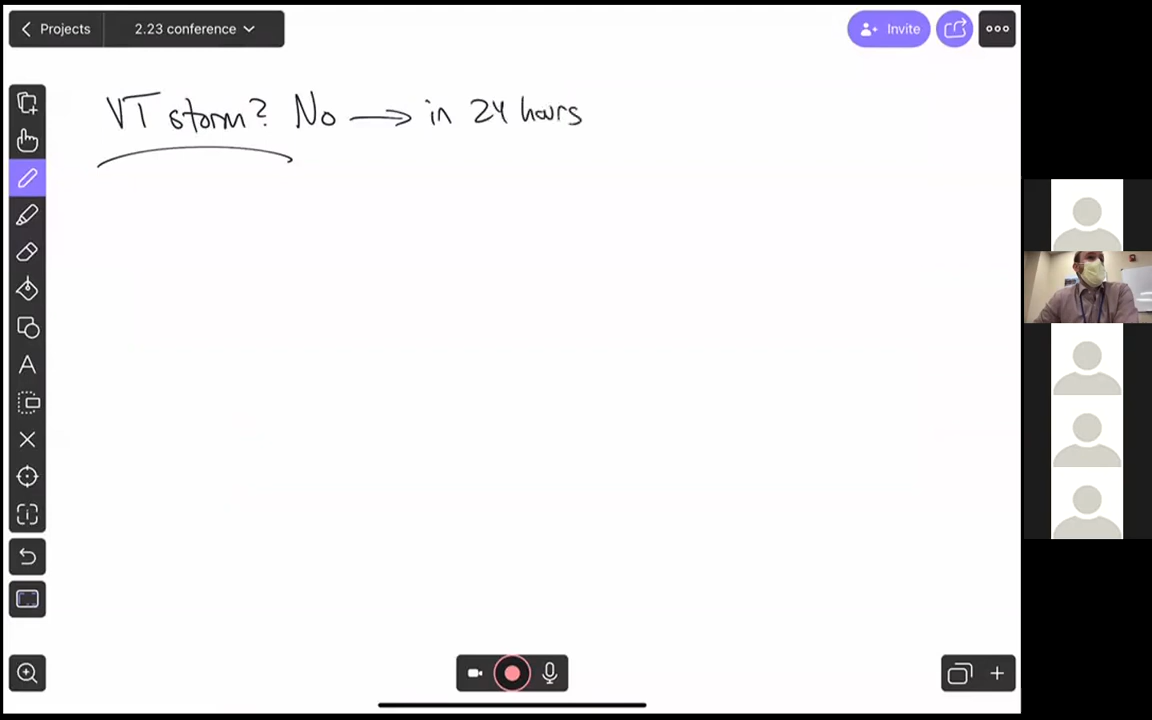 Projects 2.23 conference Invite
VT storm? No → in 24 hours
A